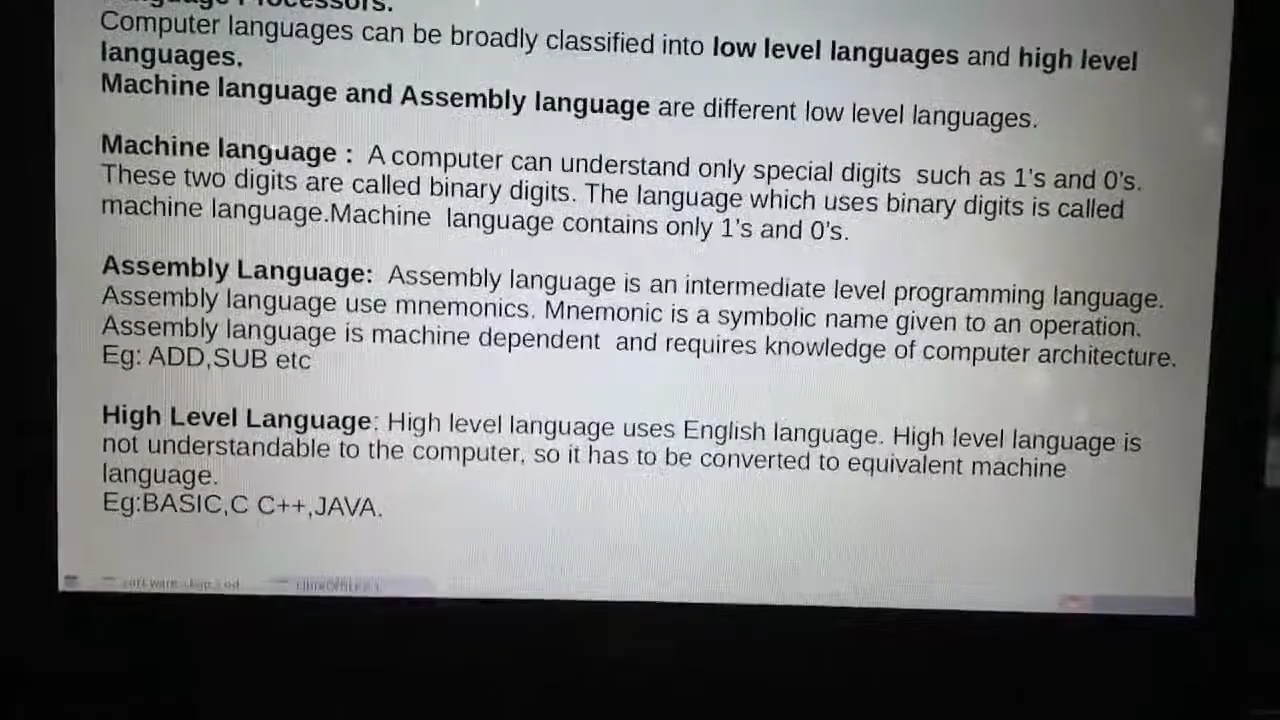 Processors.
Computer languages can be broadly classified into low level languages and high level
languages.
Machine language and Assembly language are different low level languages.
Machine language : A computer can understand only special digits such as 1's and 0's.
These two digits are called binary digits. The language which uses binary digits is called
machine language.Machine language contains only 1's and 0's.
Assembly Language: Assembly language is an intermediate level programming language.
Assembly language use mnemonics. Mnemonic is a symbolic name given to an operation.
Assembly language is machine dependent and requires knowledge of computer architecture.
Eg: ADD,SUB etc
High Level Language: High level language uses English language. High level language is
not understandable to the computer, so it has to be converted to equivalent machine
language.
Eg:BASIC,C C++,JAVA.